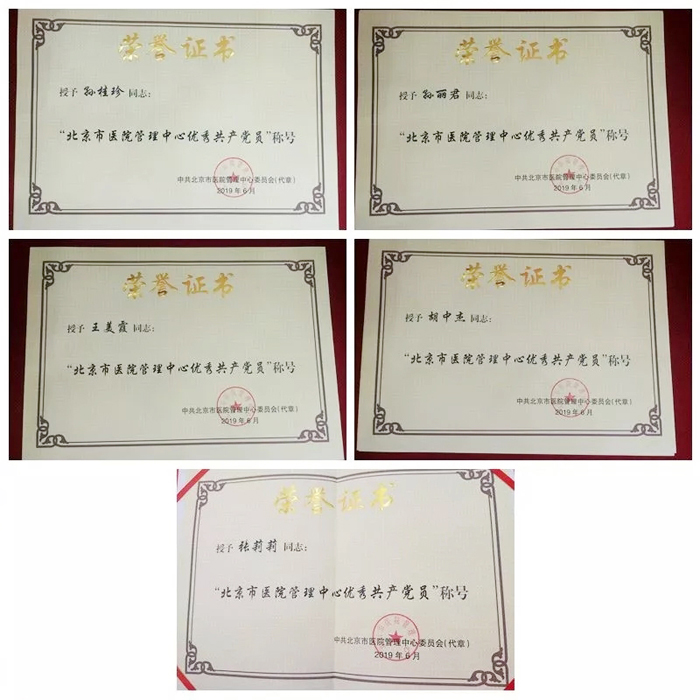 荣誉证书
授予 孙桂珍 同志：
“北京市医院管理中心优秀共产党员”称号
中共北京市医院管理中心委员会(代章)
2019年6月
荣誉证书
授予 孙丽君 同志：
“北京市医院管理中心优秀共产党员”称号
中共北京市医院管理中心委员会(代章)
2019年6月
荣誉证书
授予 王美霞 同志：
“北京市医院管理中心优秀共产党员”称号
中共北京市医院管理中心委员会(代章)
2019年6月
荣誉证书
授予 胡中杰 同志：
“北京市医院管理中心优秀共产党员”称号
中共北京市医院管理中心委员会(代章)
2019年6月
荣誉证书
授予 张莉莉 同志：
“北京市医院管理中心优秀共产党员”称号
中共北京市医院管理中心委员会(代章)
2019年6月